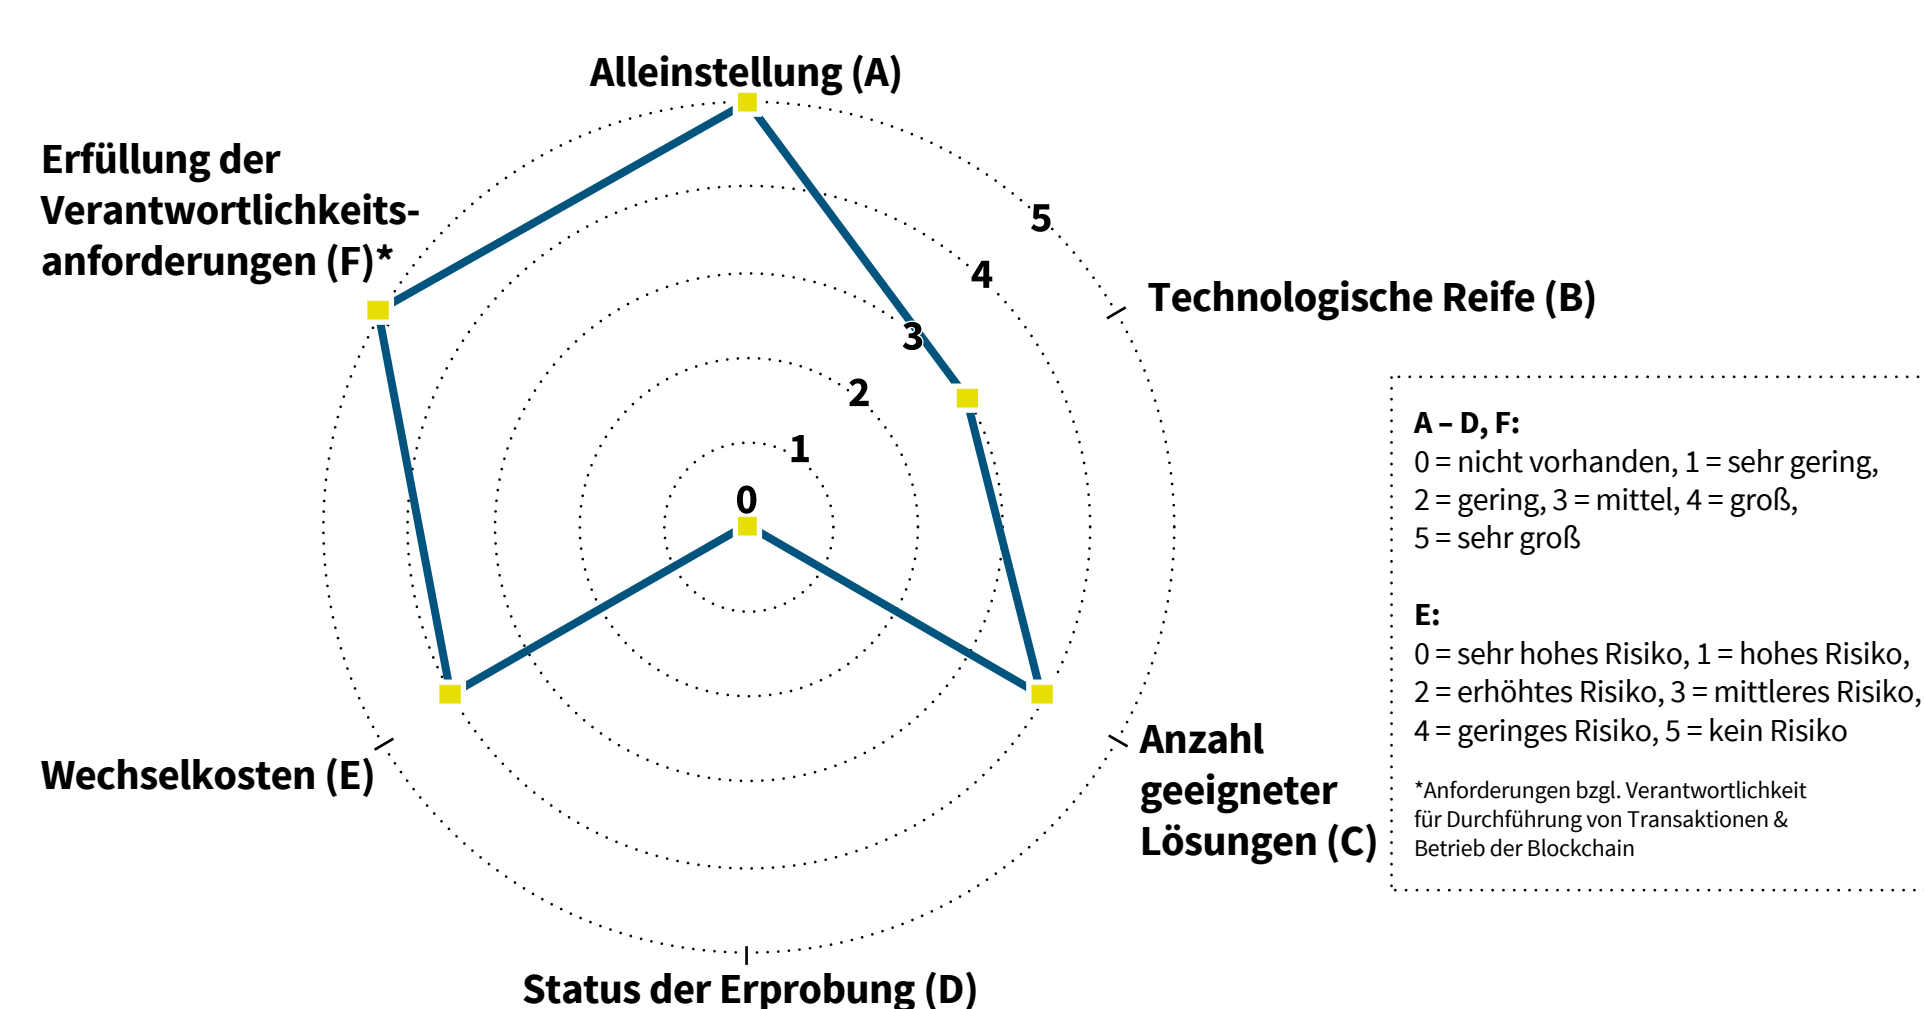 Alleinstellung (A)
Erfüllung der
Verantwortlichkeits-
anforderungen (F)*
5
4
3
2
1
0
Technologische Reife (B)
Anzahl
geeigneter
Lösungen (C)
Wechselkosten (E)
Status der Erprobung (D)
A – D, F:
0 = nicht vorhanden, 1 = sehr gering,
2 = gering, 3 = mittel, 4 = groß,
5 = sehr groß
E:
0 = sehr hohes Risiko, 1 = hohes Risiko,
2 = erhöhtes Risiko, 3 = mittleres Risiko,
4 = geringes Risiko, 5 = kein Risiko
*Anforderungen bzgl. Verantwortlichkeit
für Durchführung von Transaktionen &
Betrieb der Blockchain